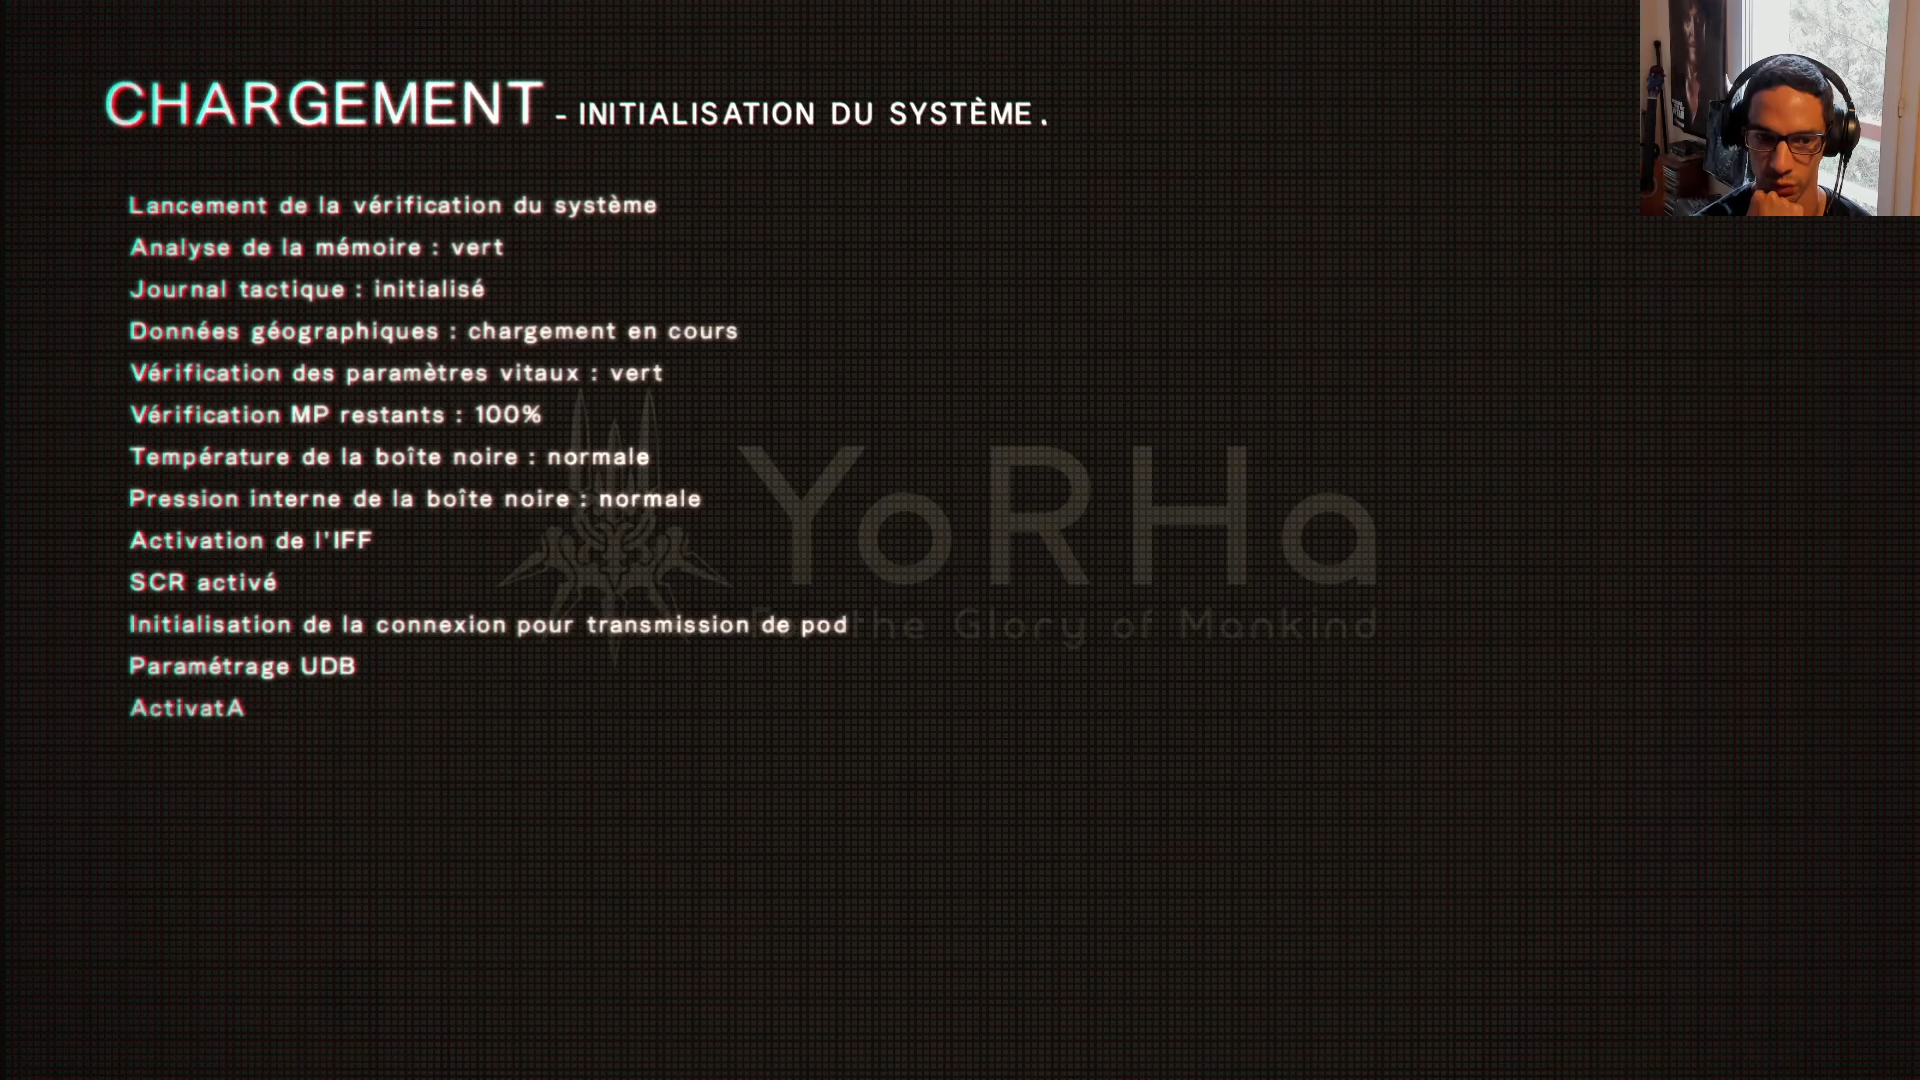 CHARGEMENT - INITIALISATION DU SYSTÈME.
Lancement de la vérification du système
Analyse de la mémoire : vert
Journal tactique : initialisé
Données géographiques : chargement en cours
Vérification des paramètres vitaux : vert
Vérification MP restants : 100%
Température de la boîte noire : normale
Pression interne de la boîte noire : normale
Activation de l'IFF
SCR activé
Initialisation de la connexion pour transmission de pod
Paramétrage UDB
ActivatA
YoRHa
the Glory of Mankind